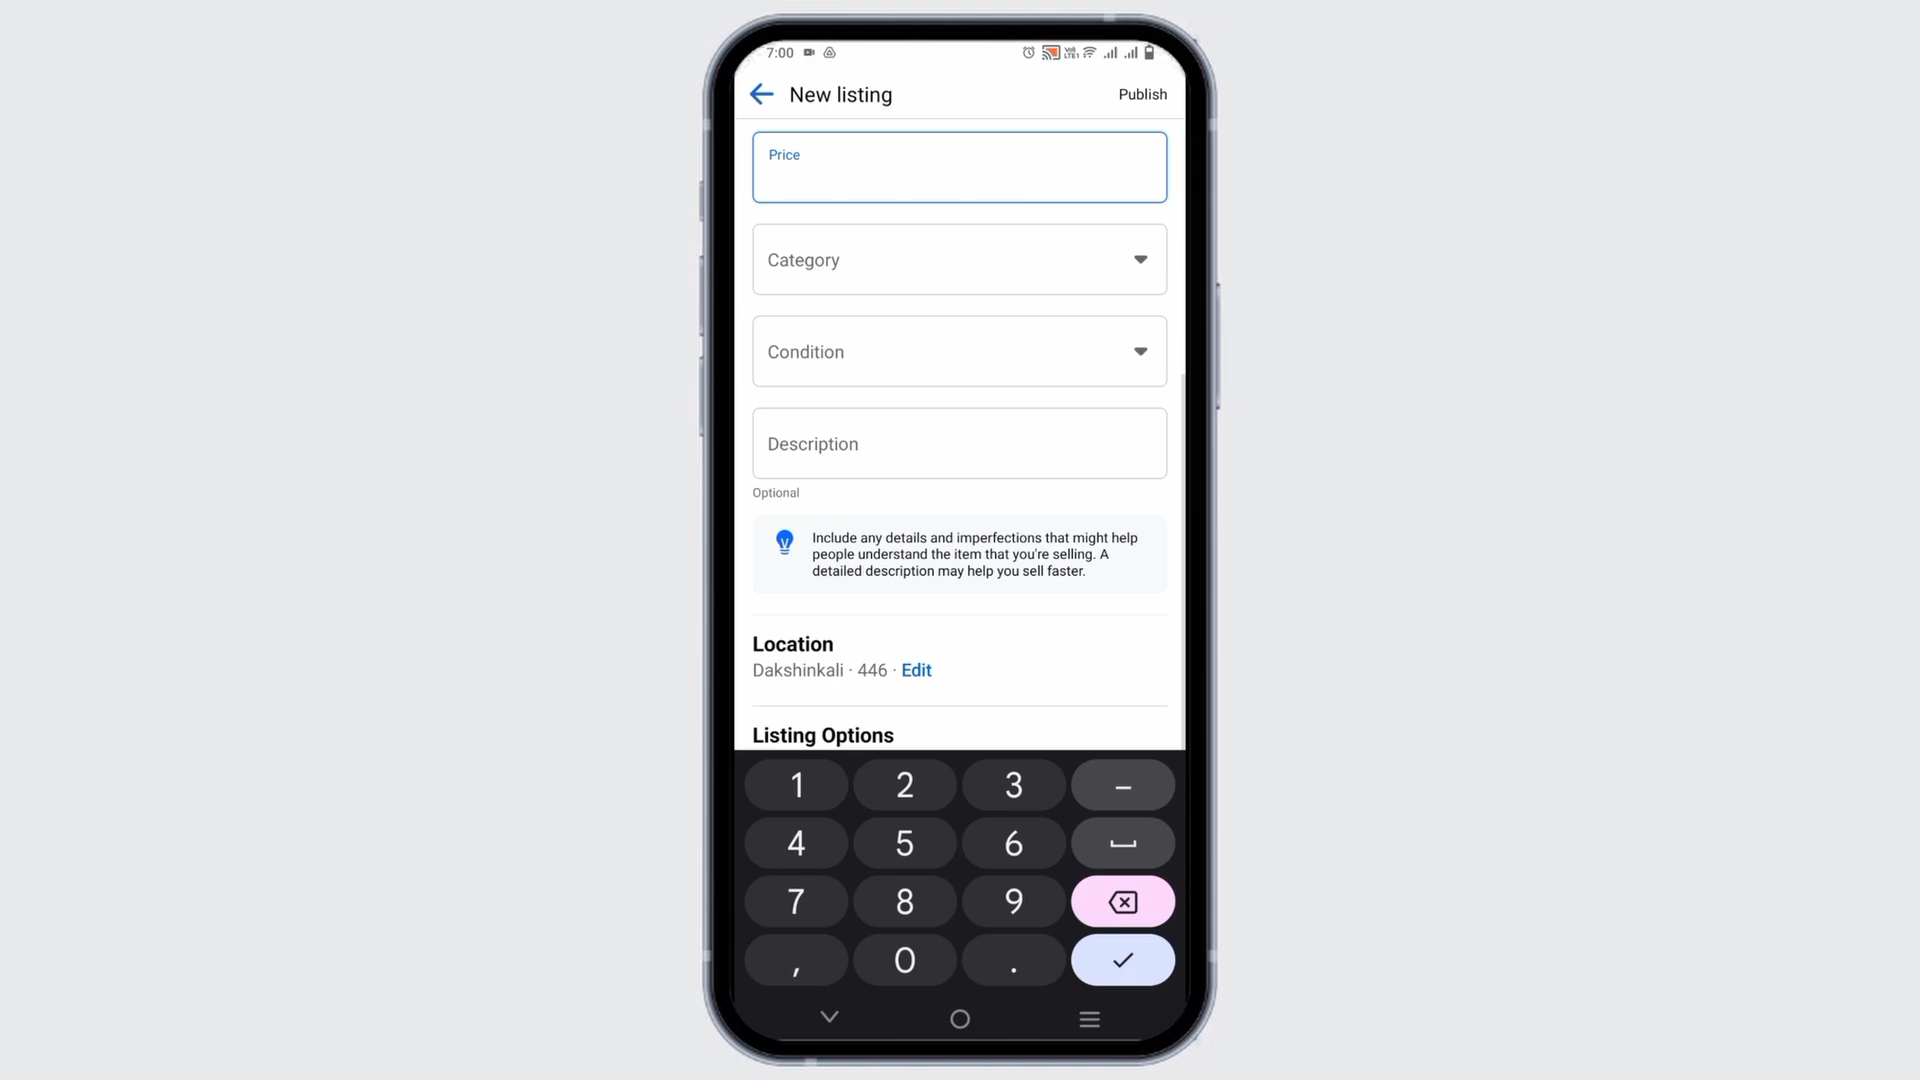 7:00
New listing
Publish
Price
Category
Condition
Description
Optional
Include any details and imperfections that might help
people understand the item that you're selling. A
detailed description may help you sell faster.
Location
Dakshinkali · 446 · Edit
Listing Options
1 2 3 –
4 5 6
7 8 9
, 0 .